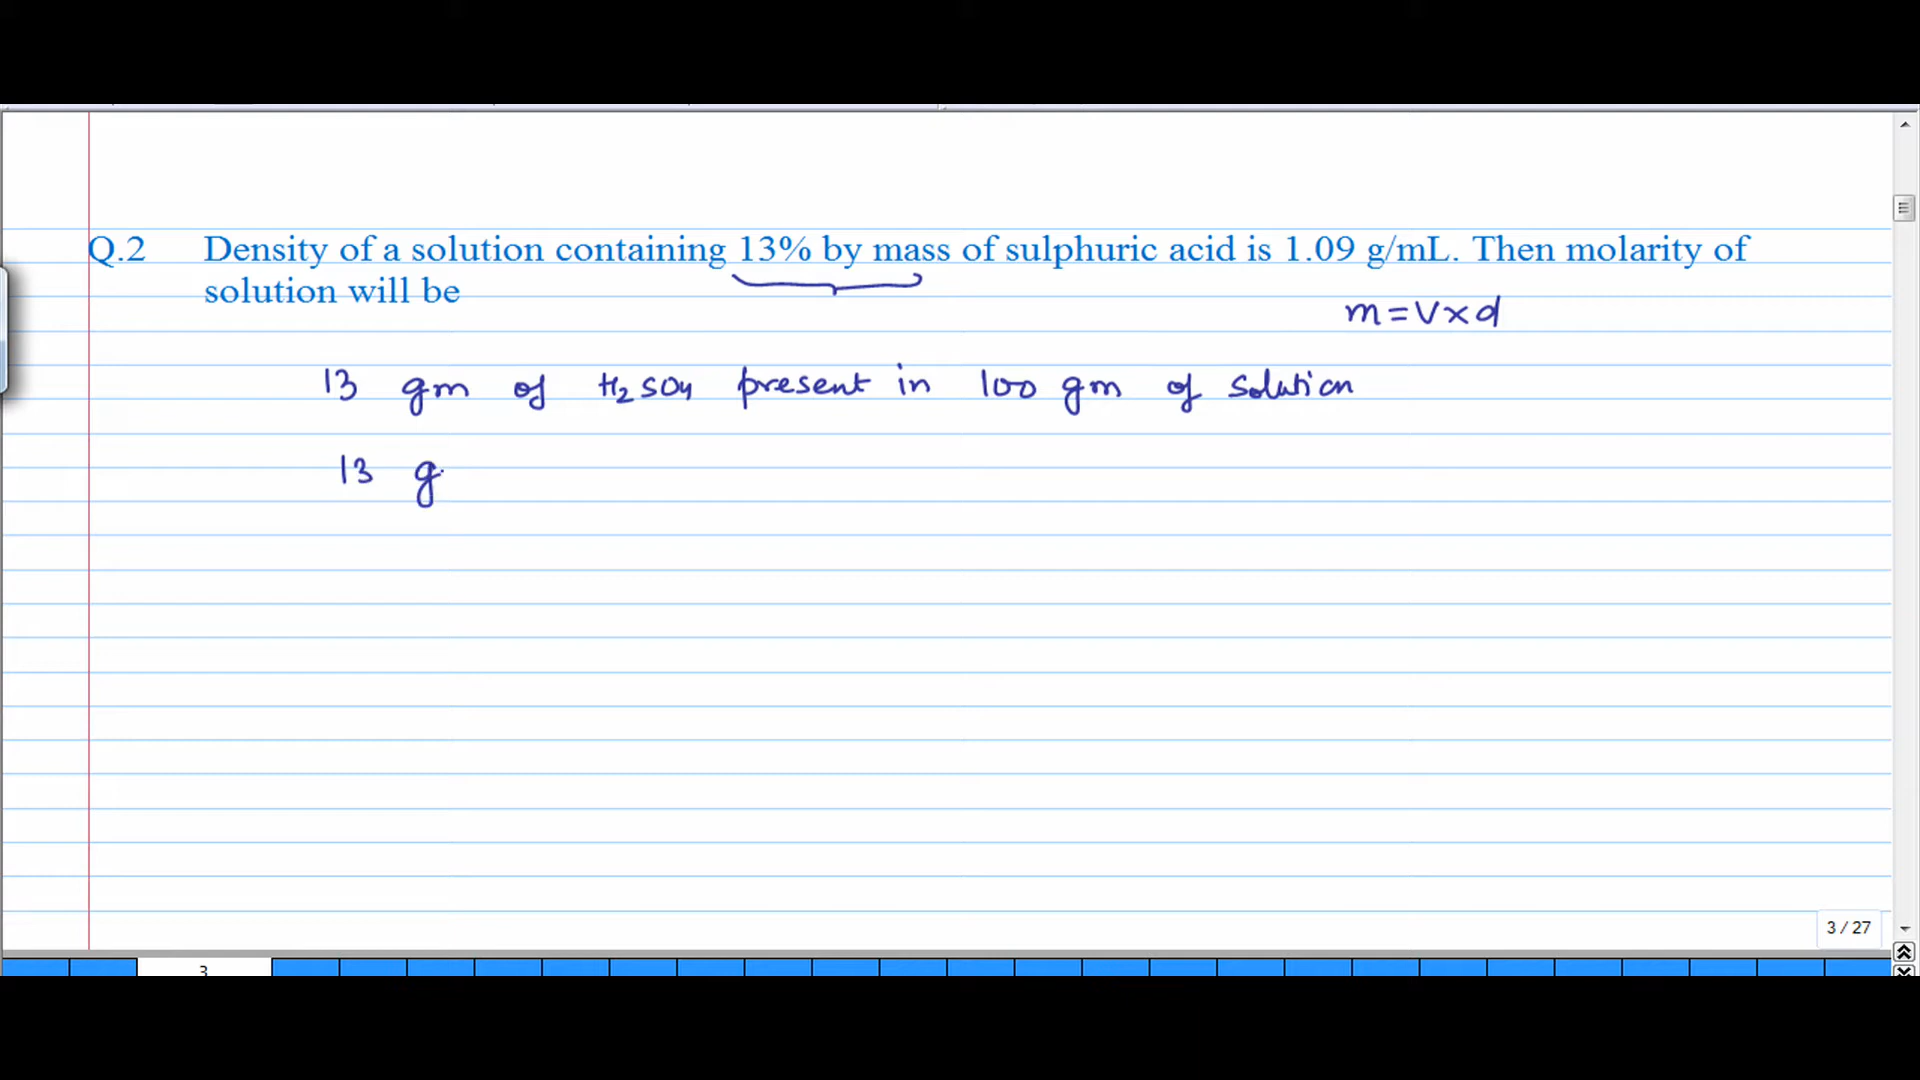 Q.2 Density of a solution containing 13% by mass of sulphuric acid is 1.09 g/mL. Then molarity of
solution will be
m = V × d
13 gm of H₂SO₄ present in 100 gm of solution
13 g
3 / 27
3